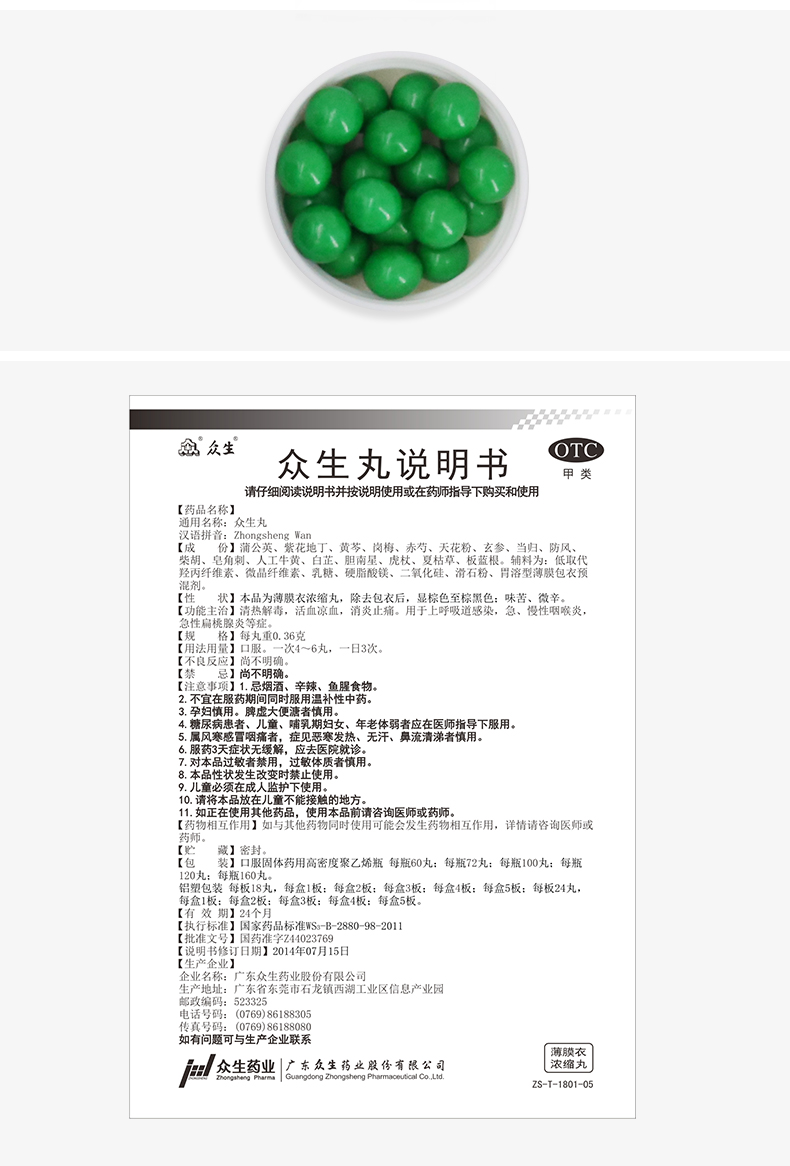 众生®
众生丸说明书
OTC
甲类
请仔细阅读说明书并按说明使用或在药师指导下购买和使用
【药品名称】
通用名称：众生丸
汉语拼音：Zhongsheng Wan
【成　　份】蒲公英、紫花地丁、黄芩、岗梅、赤芍、天花粉、玄参、当归、防风、
柴胡、皂角刺、人工牛黄、白芷、胆南星、虎杖、夏枯草、板蓝根。辅料为：低取代
羟丙纤维素、微晶纤维素、乳糖、硬脂酸镁、二氧化硅、滑石粉、胃溶型薄膜包衣预
混剂。
【性　　状】本品为薄膜衣浓缩丸，除去包衣后，显棕色至棕黑色；味苦、微辛。
【功能主治】清热解毒，活血凉血，消炎止痛。用于上呼吸道感染，急、慢性咽喉炎，
急性扁桃腺炎等症。
【规　　格】每丸重0.36克
【用法用量】口服。一次4～6丸，一日3次。
【不良反应】尚不明确。
【禁　　忌】尚不明确。
【注意事项】1.忌烟酒、辛辣、鱼腥食物。
2.不宜在服药期间同时服用温补性中药。
3.孕妇慎用。脾虚大便溏者慎用。
4.糖尿病患者、儿童、哺乳期妇女、年老体弱者应在医师指导下服用。
5.属风寒感冒咽痛者，症见恶寒发热、无汗、鼻流清涕者慎用。
6.服药3天症状无缓解，应去医院就诊。
7.对本品过敏者禁用，过敏体质者慎用。
8.本品性状发生改变时禁止使用。
9.儿童必须在成人监护下使用。
10.请将本品放在儿童不能接触的地方。
11.如正在使用其他药品，使用本品前请咨询医师或药师。
【药物相互作用】如与其他药物同时使用可能会发生药物相互作用，详情请咨询医师或
药师。
【贮　　藏】密封。
【包　　装】口服固体药用高密度聚乙烯瓶 每瓶60丸；每瓶72丸；每瓶100丸；每瓶
120丸；每瓶160丸。
铝塑包装 每板18丸，每盒1板；每盒2板；每盒3板；每盒4板；每盒5板；每板24丸，
每盒1板；每盒2板；每盒3板；每盒4板；每盒5板。
【有 效 期】24个月
【执行标准】国家药品标准WS₃-B-2880-98-2011
【批准文号】国药准字Z44023769
【说明书修订日期】2014年07月15日
【生产企业】
企业名称：广东众生药业股份有限公司
生产地址：广东省东莞市石龙镇西湖工业区信息产业园
邮政编码：523325
电话号码：(0769)86188305
传真号码：(0769)86188080
如有问题可与生产企业联系
众生药业
Zhongsheng Pharma
广东众生药业股份有限公司
Guangdong Zhongsheng Pharmaceutical Co.,Ltd.
薄膜衣
浓缩丸
ZS-T-1801-05